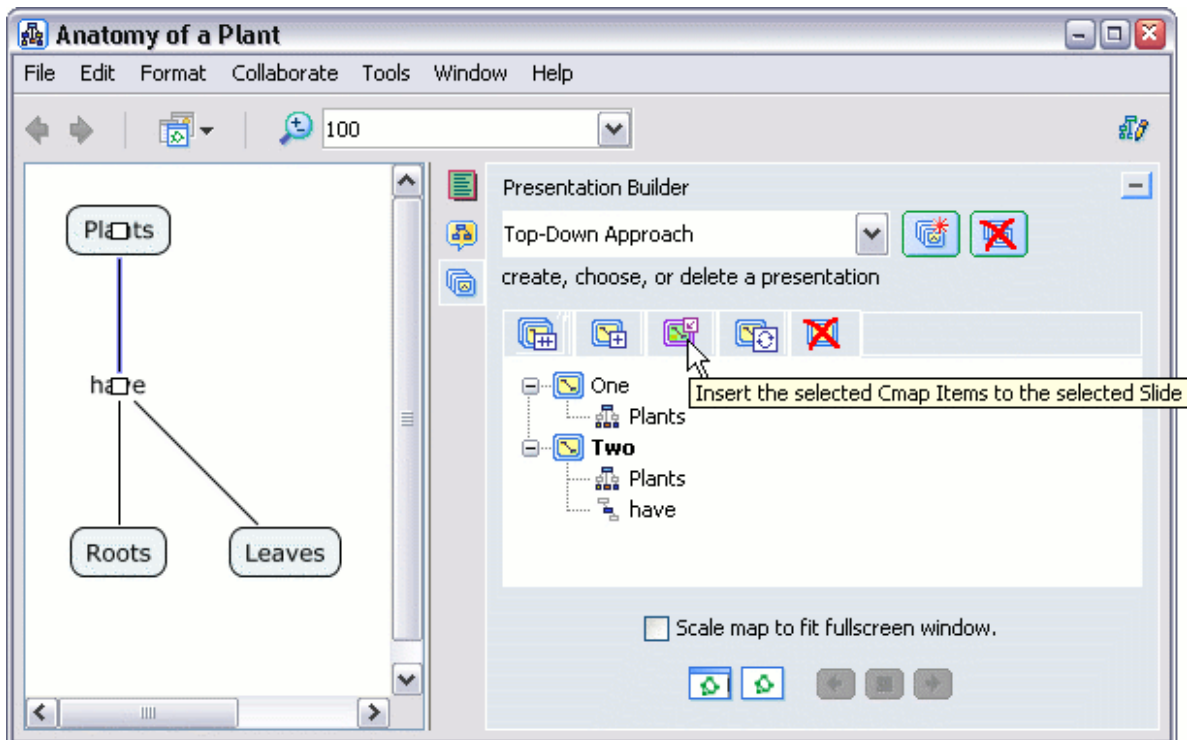 Anatomy of a Plant
File Edit Format Collaborate Tools Window Help
100
Plants
have
Roots
Leaves
Presentation Builder
Top-Down Approach
create, choose, or delete a presentation
One
Insert the selected Cmap Items to the selected Slide
Plants
Two
Plants
have
Scale map to fit fullscreen window.